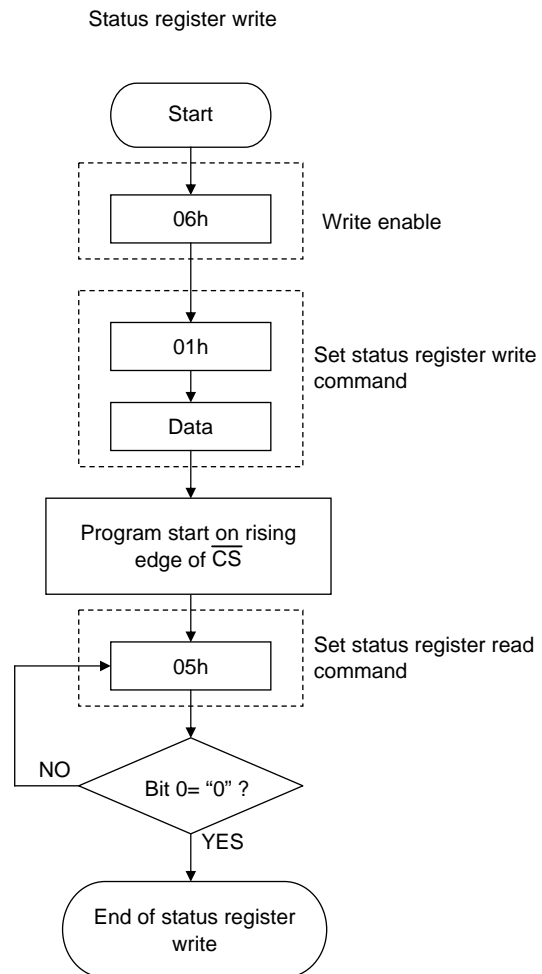 Status register write
Start
06h
Write enable
01h
Set status register write
command
Data
Program start on rising
edge of C̅S̅
Set status register read
command
05h
NO
Bit 0= “0” ?
YES
End of status register
write